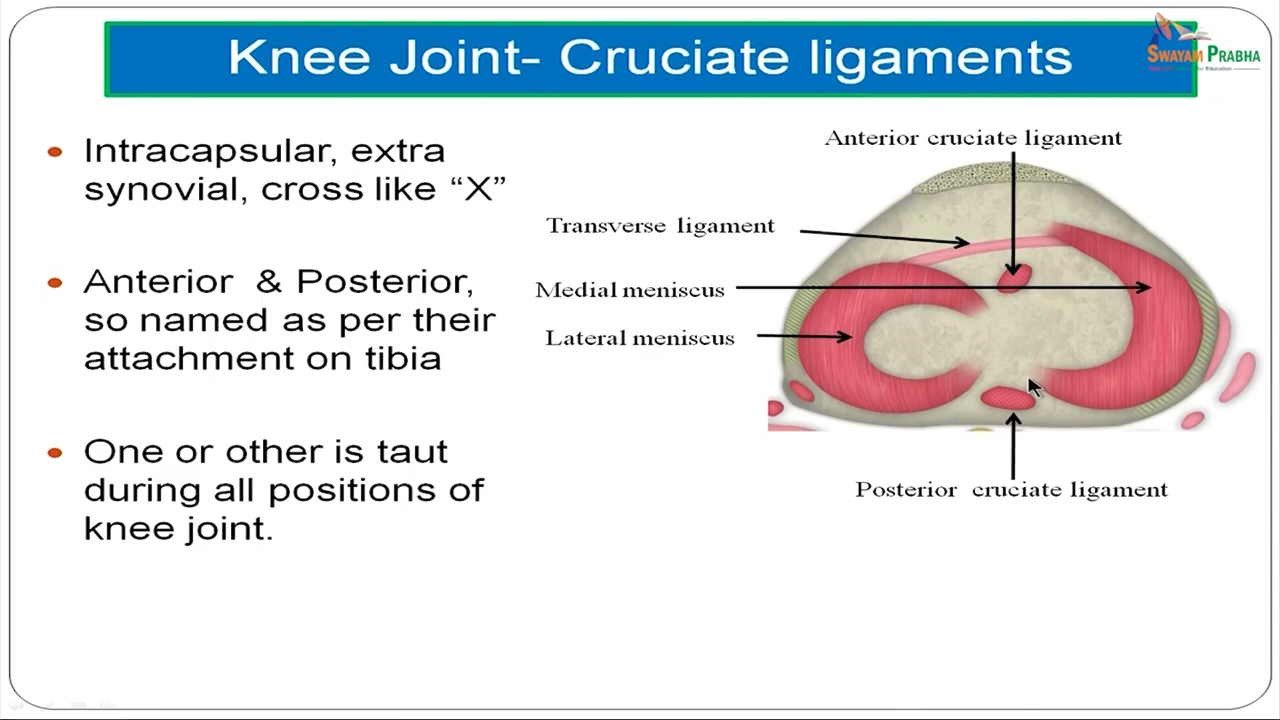 Knee Joint- Cruciate ligaments
SWAYAM PRABHA
• Intracapsular, extra
synovial, cross like “X”
• Anterior & Posterior,
so named as per their
attachment on tibia
• One or other is taut
during all positions of
knee joint.
Anterior cruciate ligament
Transverse ligament
Medial meniscus
Lateral meniscus
Posterior cruciate ligament